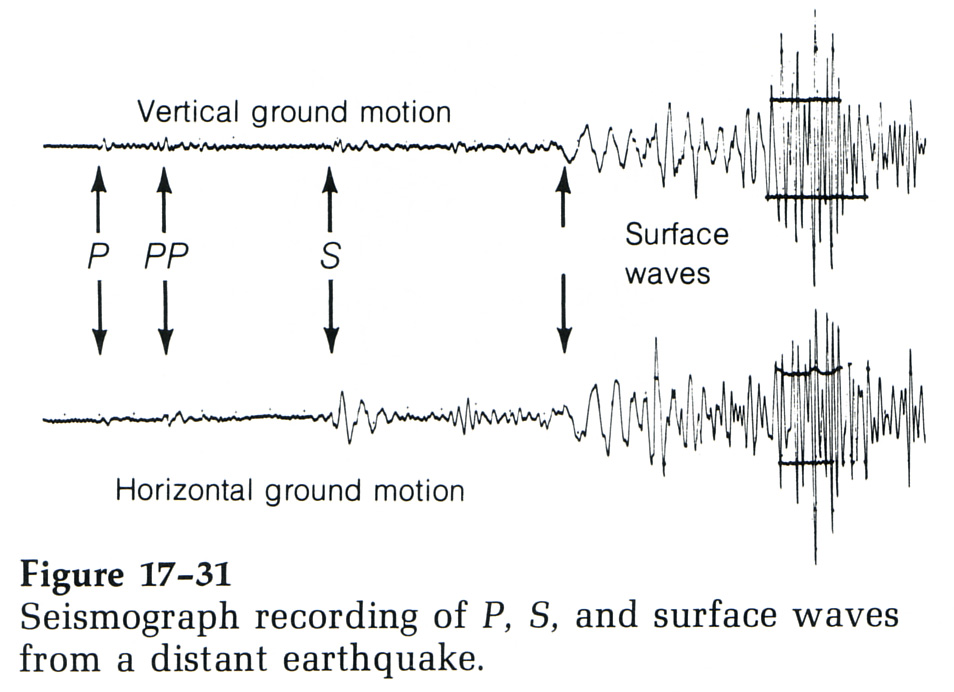 Vertical ground motion
P PP S
Surface
waves
Horizontal ground motion
Figure 17–31
Seismograph recording of P, S, and surface waves
from a distant earthquake.